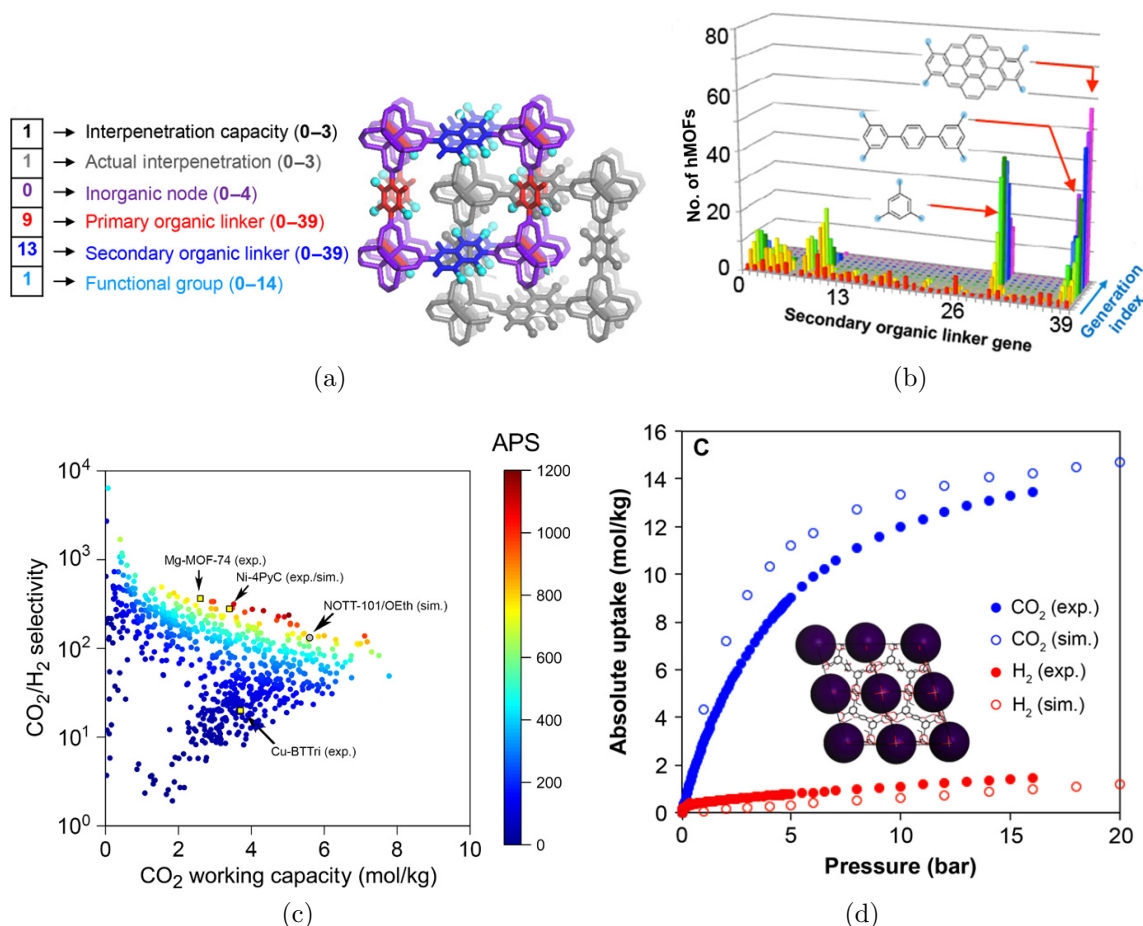 1 → Interpenetration capacity (0–3)
1 → Actual interpenetration (0–3)
0 → Inorganic node (0–4)
9 → Primary organic linker (0–39)
13 → Secondary organic linker (0–39)
1 → Functional group (0–14)
(a)
No. of hMOFs
80
60
40
20
0
0
13
26
39
Secondary organic linker gene
Generation
index
(b)
APS
CO₂/H₂ selectivity
10⁴
10³
10²
10¹
10⁰
Mg-MOF-74 (exp.)
Ni-4PyC (exp./sim.)
NOTT-101/OEth (sim.)
Cu-BTTri (exp.)
0
2
4
6
8
10
CO₂ working capacity (mol/kg)
1200
1000
800
600
400
200
0
(c)
C
Absolute uptake (mol/kg)
16
14
12
10
8
6
4
2
0
CO₂ (exp.)
CO₂ (sim.)
H₂ (exp.)
H₂ (sim.)
0
5
10
15
20
Pressure (bar)
(d)